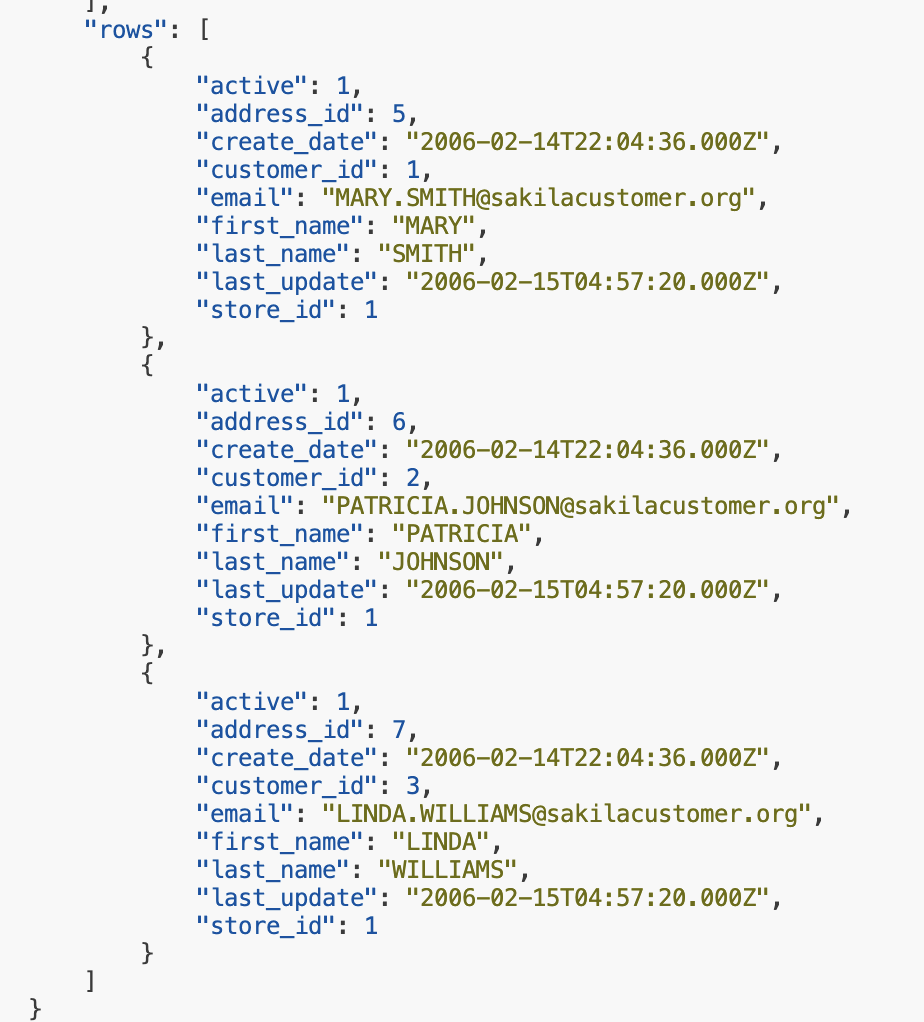 ],
"rows": [
{
"active": 1,
"address_id": 5,
"create_date": "2006-02-14T22:04:36.000Z",
"customer_id": 1,
"email": "MARY.SMITH@sakilacustomer.org",
"first_name": "MARY",
"last_name": "SMITH",
"last_update": "2006-02-15T04:57:20.000Z",
"store_id": 1
},
{
"active": 1,
"address_id": 6,
"create_date": "2006-02-14T22:04:36.000Z",
"customer_id": 2,
"email": "PATRICIA.JOHNSON@sakilacustomer.org",
"first_name": "PATRICIA",
"last_name": "JOHNSON",
"last_update": "2006-02-15T04:57:20.000Z",
"store_id": 1
},
{
"active": 1,
"address_id": 7,
"create_date": "2006-02-14T22:04:36.000Z",
"customer_id": 3,
"email": "LINDA.WILLIAMS@sakilacustomer.org",
"first_name": "LINDA",
"last_name": "WILLIAMS",
"last_update": "2006-02-15T04:57:20.000Z",
"store_id": 1
}
]
}